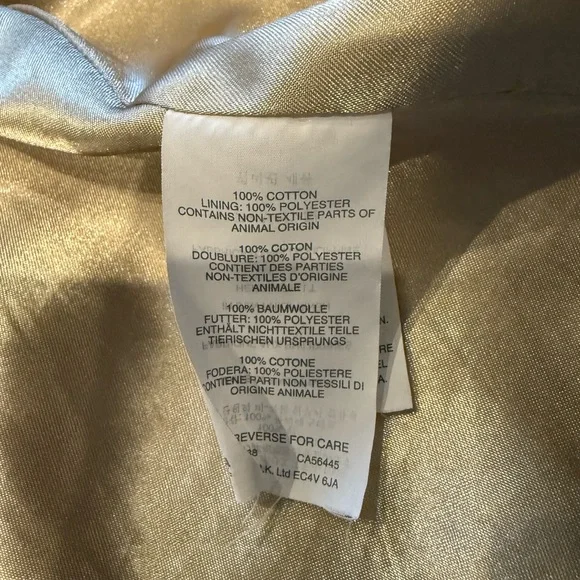 100% COTTON
LINING: 100% POLYESTER
CONTAINS NON-TEXTILE PARTS OF
ANIMAL ORIGIN
100% COTON
DOUBLURE: 100% POLYESTER
CONTIENT DES PARTIES
NON-TEXTILES D'ORIGINE
ANIMALE
100% BAUMWOLLE
FUTTER: 100% POLYESTER
ENTHÄLT NICHTTEXTILE TEILE
TIERISCHEN URSPRUNGS
100% COTONE
FODERA: 100% POLIESTERE
CONTIENE PARTI NON TESSILI DI
ORIGINE ANIMALE
REVERSE FOR CARE
CA56445
.K. Ltd EC4V 6JA
N.
RE
EL
A.